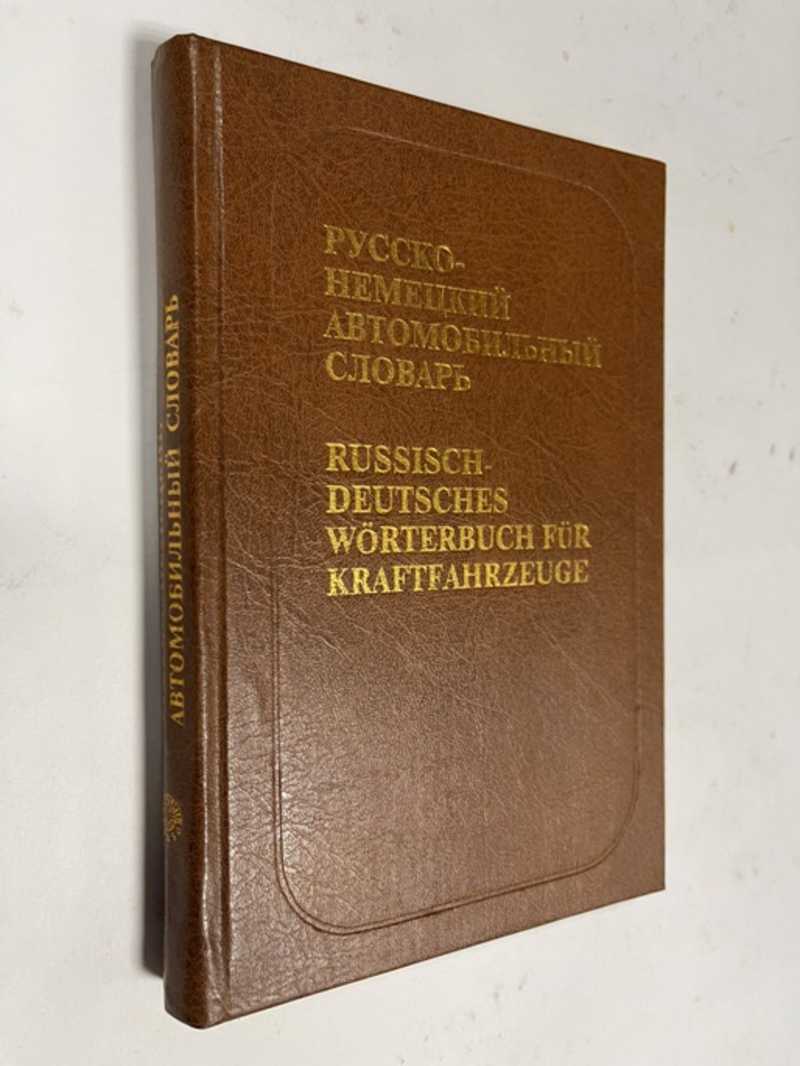 РУССКО-
НЕМЕЦКИЙ
АВТОМОБИЛЬНЫЙ
СЛОВАРЬ
RUSSISCH-
DEUTSCHES
WÖRTERBUCH FÜR
KRAFTFAHRZEUGE
АВТОМОБИЛЬНЫЙ СЛОВАРЬ